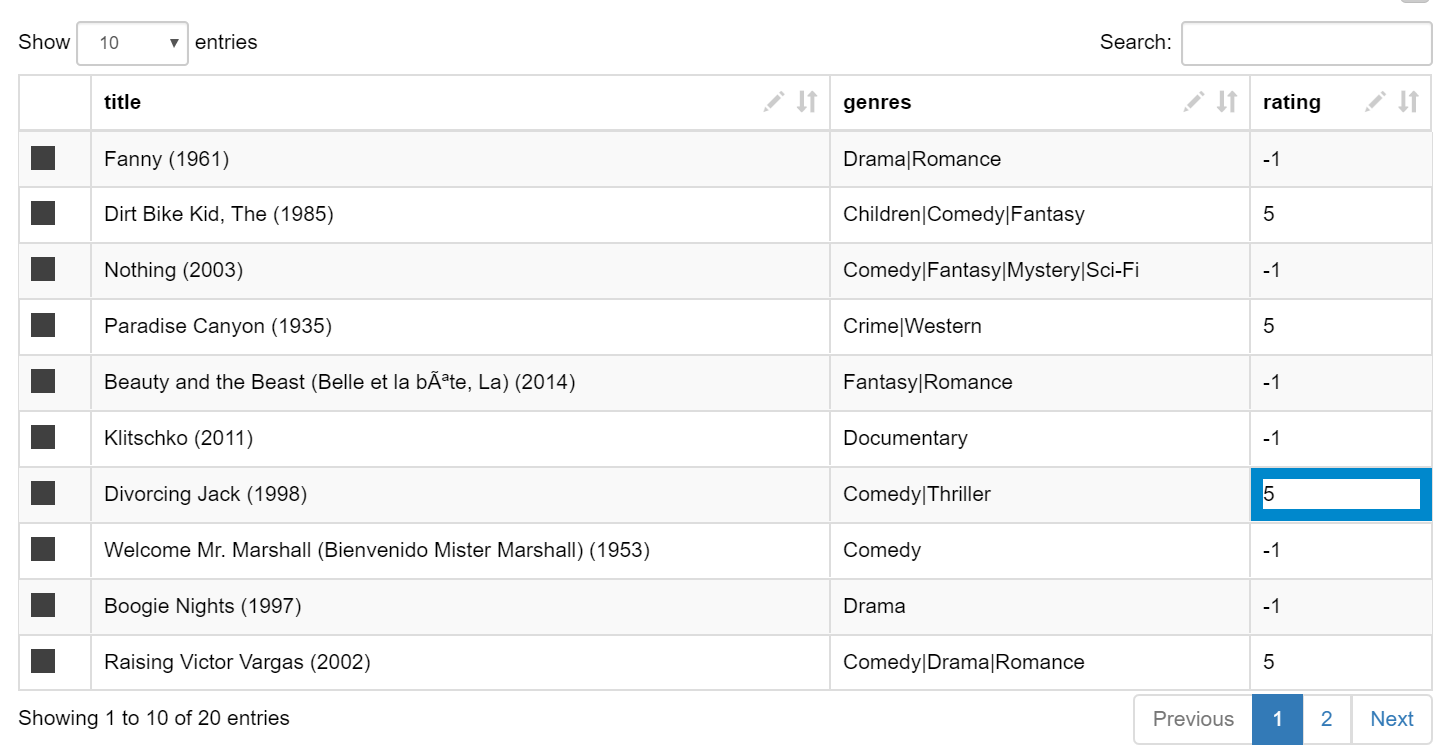 Show 10 entries Search:
title genres rating
Fanny (1961) Drama|Romance -1
Dirt Bike Kid, The (1985) Children|Comedy|Fantasy 5
Nothing (2003) Comedy|Fantasy|Mystery|Sci-Fi -1
Paradise Canyon (1935) Crime|Western 5
Beauty and the Beast (Belle et la bÃªte, La) (2014) Fantasy|Romance -1
Klitschko (2011) Documentary -1
Divorcing Jack (1998) Comedy|Thriller 5
Welcome Mr. Marshall (Bienvenido Mister Marshall) (1953) Comedy -1
Boogie Nights (1997) Drama -1
Raising Victor Vargas (2002) Comedy|Drama|Romance 5
Showing 1 to 10 of 20 entries Previous 1 2 Next